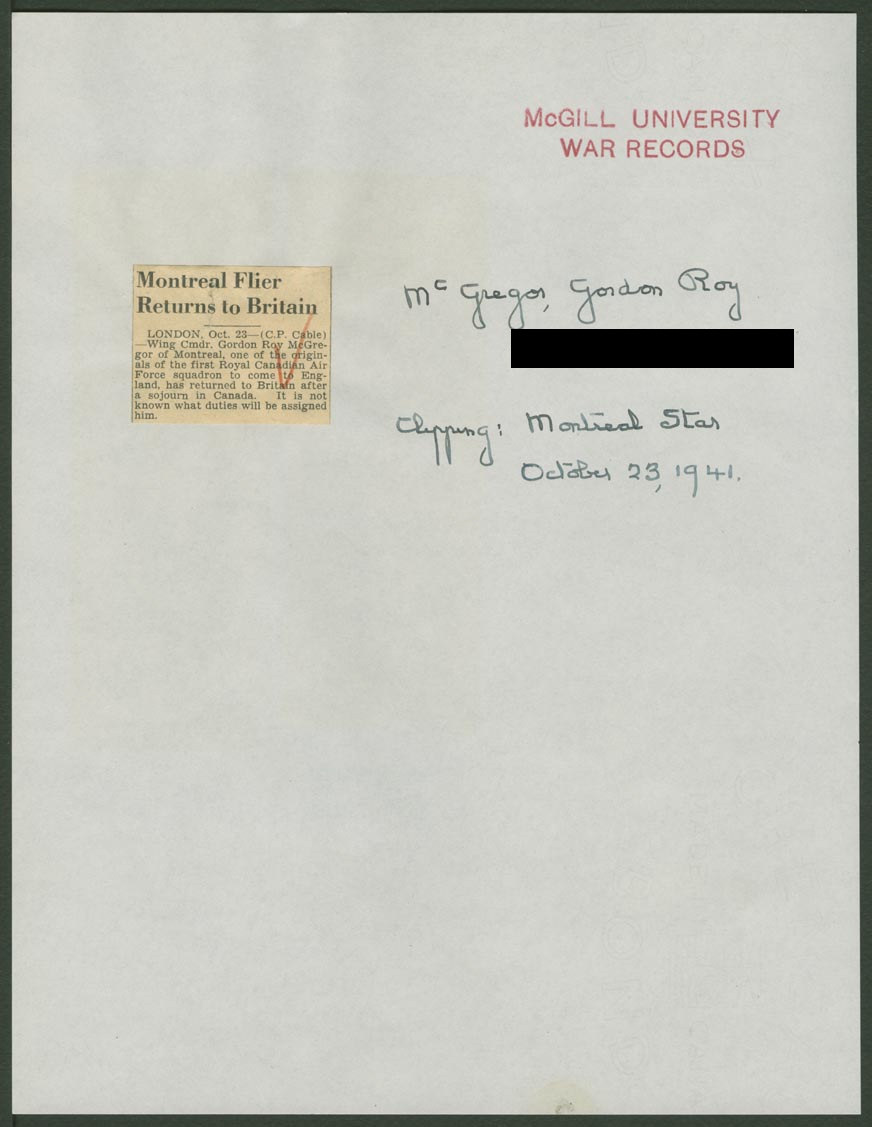 McGILL UNIVERSITY
WAR RECORDS
Montreal Flier
Returns to Britain
LONDON, Oct. 23—(C.P. Cable)
—Wing Cmdr. Gordon Roy McGre-
gor of Montreal, one of the origin-
als of the first Royal Canadian Air
Force squadron to come to Eng-
land, has returned to Britain after
a sojourn in Canada. It is not
known what duties will be assigned
him.
McGregor, Gordon Roy
Clipping: Montreal Star
October 23, 1941.